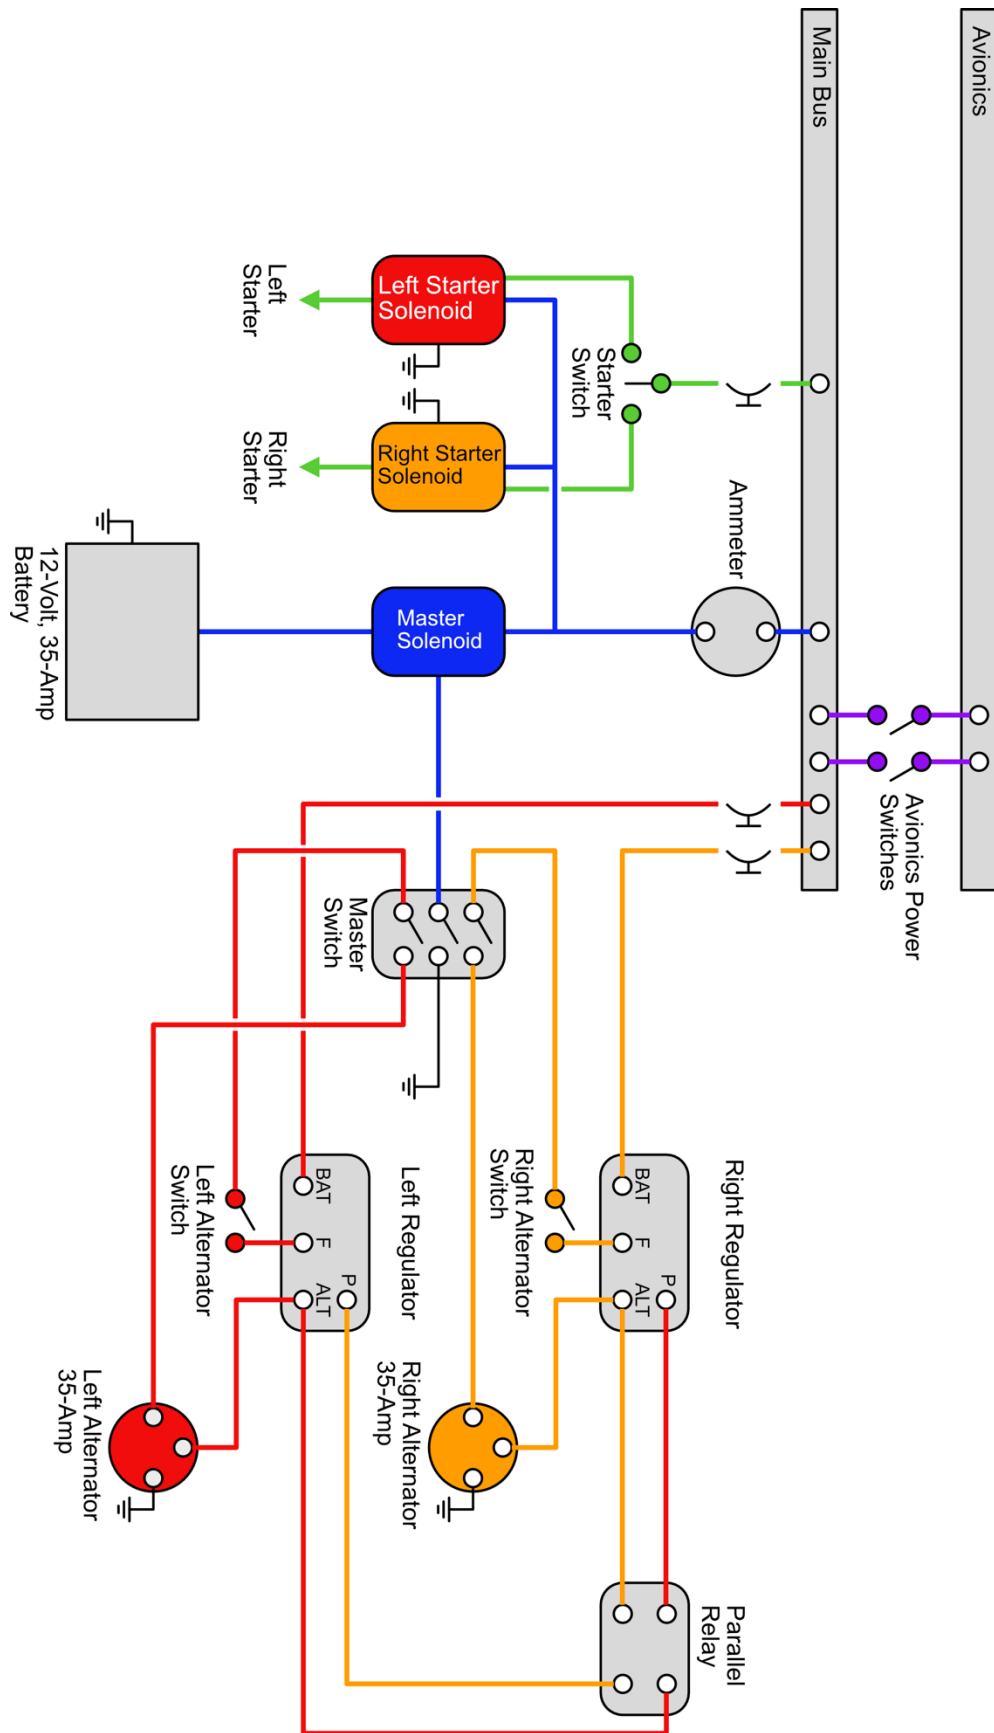 Avionics
Main Bus
Avionics Power
Switches
Ammeter
Starter
Switch
Left Starter
Solenoid
Right Starter
Solenoid
Left
Starter
Right
Starter
Master
Solenoid
12-Volt, 35-Amp
Battery
Master
Switch
Right Regulator
BAT
F
ALT
P
Right Alternator
Switch
Left Regulator
BAT
F
ALT
P
Left Alternator
Switch
Right Alternator
35-Amp
Left Alternator
35-Amp
Parallel
Relay